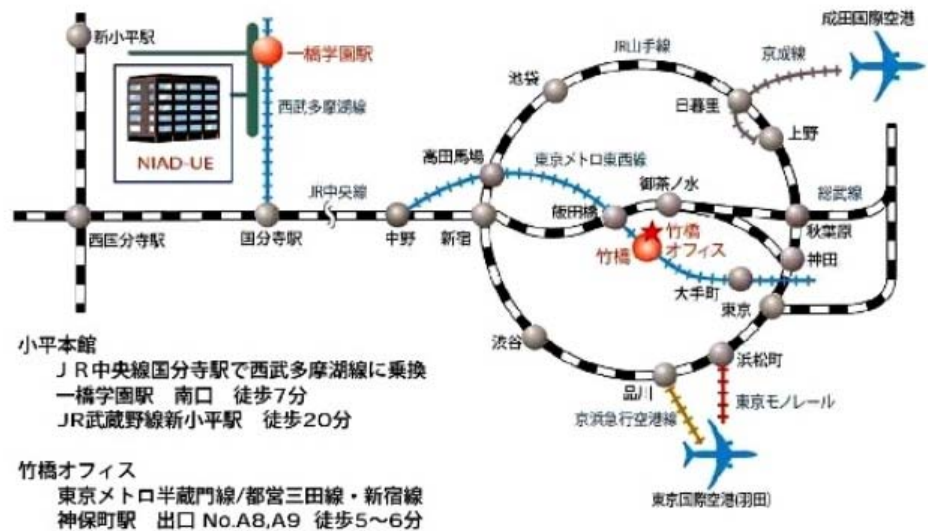 成田国際空港
新小平駅
一橋学園駅
JR山手線
京成線
池袋
日暮里
西武多摩湖線
上野
NIAD-UE
高田馬場
東京メトロ東西線
御茶ノ水
JR中央線
飯田橋
総武線
西国分寺駅
国分寺駅
中野
新宿
竹橋
オフィス
秋葉原
竹橋
神田
大手町
東京
渋谷
浜松町
品川
京浜急行空港線
東京モノレール
東京国際空港(羽田)
小平本館
JR中央線国分寺駅で西武多摩湖線に乗換
一橋学園駅 南口 徒歩7分
JR武蔵野線新小平駅 徒歩20分
竹橋オフィス
東京メトロ半蔵門線/都営三田線・新宿線
神保町駅 出口 No.A8,A9 徒歩5～6分